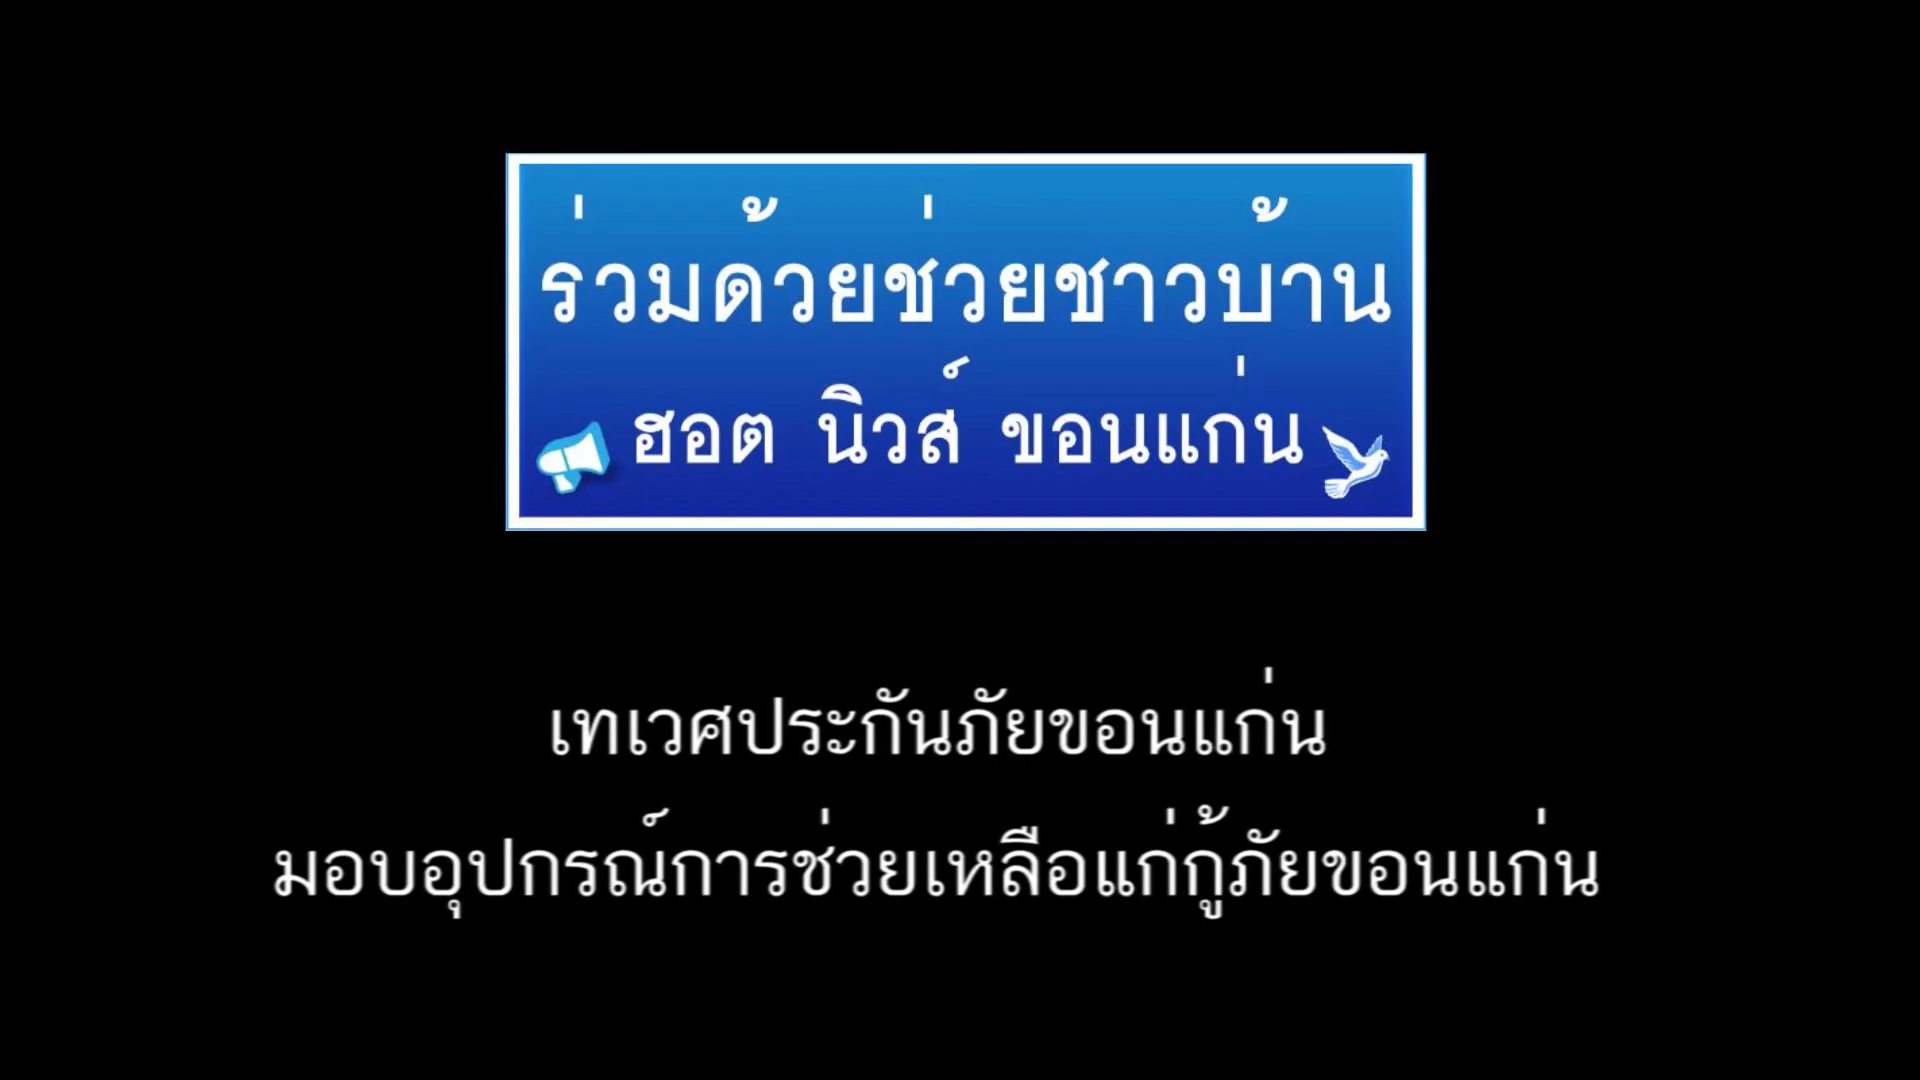 ร่วมด้วยช่วยชาวบ้าน
ฮอต นิวส์ ขอนแก่น
เทเวศประกันภัยขอนแก่น
มอบอุปกรณ์การช่วยเหลือแก่กู้ภัยขอนแก่น